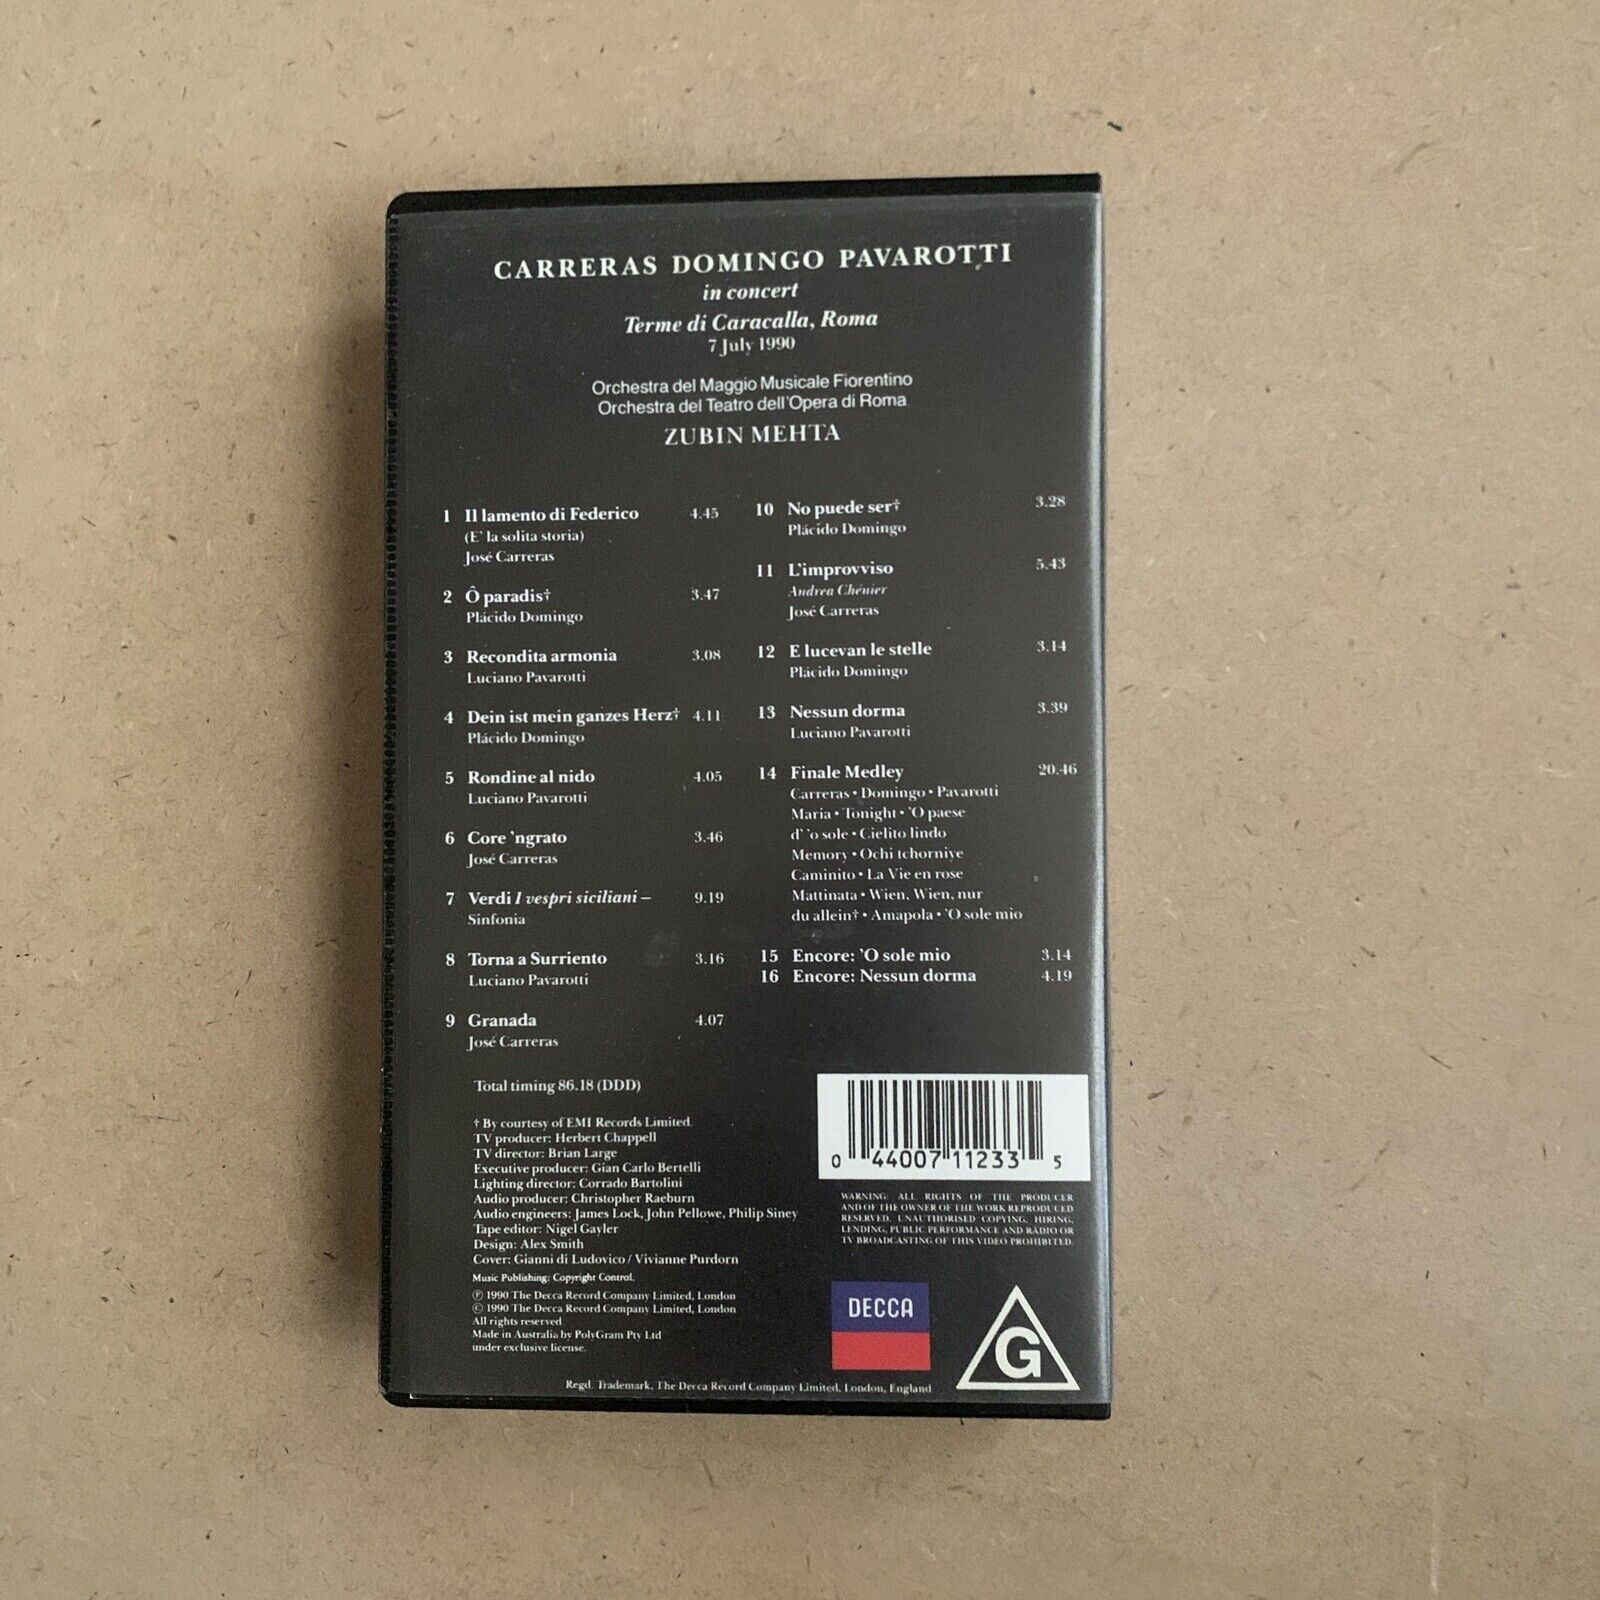 CARRERAS DOMINGO PAVAROTTI
in concert
Terme di Caracalla, Roma
7 July 1990
Orchestra del Maggio Musicale Fiorentino
Orchestra del Teatro dell'Opera di Roma
ZUBIN MEHTA
1 Il lamento di Federico 4.45
(E' la solita storia)
José Carreras
2 Ô paradis† 3.47
Plácido Domingo
3 Recondita armonia 3.08
Luciano Pavarotti
4 Dein ist mein ganzes Herz† 4.11
Plácido Domingo
5 Rondine al nido 4.05
Luciano Pavarotti
6 Core 'ngrato 3.46
José Carreras
7 Verdi I vespri siciliani – 9.19
Sinfonia
8 Torna a Surriento 3.16
Luciano Pavarotti
9 Granada 4.07
José Carreras
10 No puede ser† 3.28
Plácido Domingo
11 L'improvviso 5.43
Andrea Chénier
José Carreras
12 E lucevan le stelle 3.14
Plácido Domingo
13 Nessun dorma 3.39
Luciano Pavarotti
14 Finale Medley 20.46
Carreras • Domingo • Pavarotti
Maria • Tonight • 'O paese
d' 'o sole • Cielito lindo
Memory • Ochi tchorniye
Caminito • La Vie en rose
Mattinata • Wien, Wien, nur
du allein† • Amapola • 'O sole mio
15 Encore: 'O sole mio 3.14
16 Encore: Nessun dorma 4.19
Total timing 86.18 (DDD)
† By courtesy of EMI Records Limited.
TV producer: Herbert Chappell
TV director: Brian Large
Executive producer: Gian Carlo Bertelli
Lighting director: Corrado Bartolini
Audio producer: Christopher Raeburn
Audio engineers: James Lock, John Pellowe, Philip Siney
Tape editor: Nigel Gayler
Design: Alex Smith
Cover: Gianni di Ludovico / Vivianne Purdorn
Music Publishing: Copyright Control.
℗ 1990 The Decca Record Company Limited, London
© 1990 The Decca Record Company Limited, London
All rights reserved
Made in Australia by PolyGram Pty Ltd
under exclusive license.
0 44007 11233 5
WARNING: ALL RIGHTS OF THE PRODUCER
AND OF THE OWNER OF THE WORK REPRODUCED
RESERVED. UNAUTHORISED COPYING, HIRING,
LENDING, PUBLIC PERFORMANCE AND RADIO OR
TV BROADCASTING OF THIS VIDEO PROHIBITED.
DECCA
G
Regd. Trademark, The Decca Record Company Limited, London, England